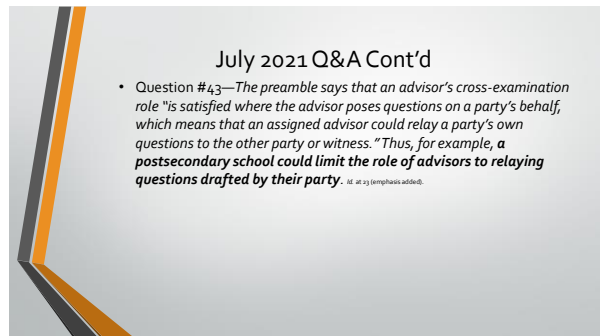 July 2021 Q&A Cont'd
• Question #43—The preamble says that an advisor's cross-examination
role "is satisfied where the advisor poses questions on a party's behalf,
which means that an assigned advisor could relay a party's own
questions to the other party or witness." Thus, for example, a
postsecondary school could limit the role of advisors to relaying
questions drafted by their party. Id. at 23 (emphasis added).